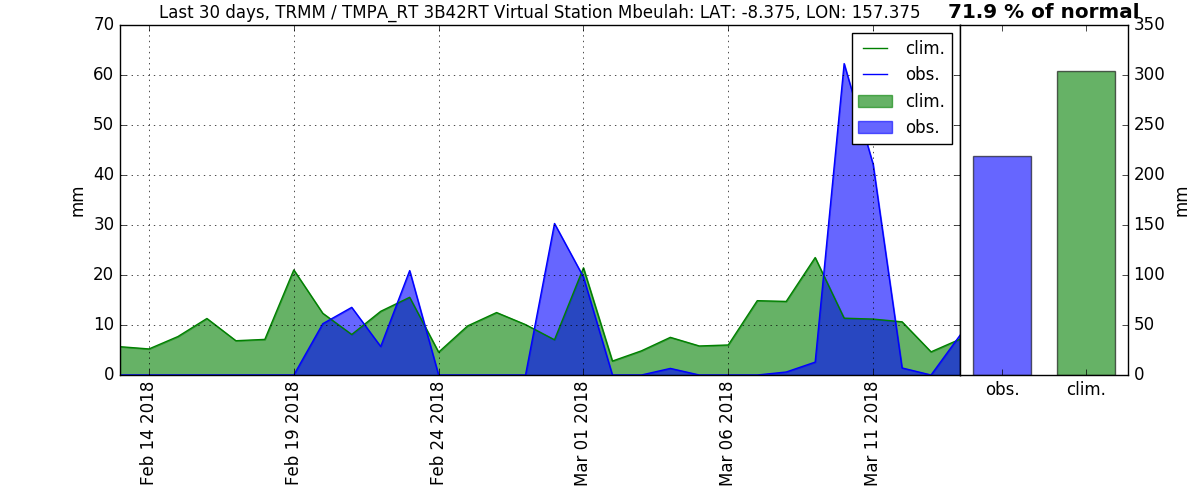 Last 30 days, TRMM / TMPA_RT 3B42RT Virtual Station Mbeulah: LAT: -8.375, LON: 157.375
71.9 % of normal
70
60
50
40
30
20
10
0
mm
clim.
obs.
clim.
obs.
Feb 14 2018
Feb 19 2018
Feb 24 2018
Mar 01 2018
Mar 06 2018
Mar 11 2018
350
300
250
200
150
100
50
0
mm
obs.
clim.